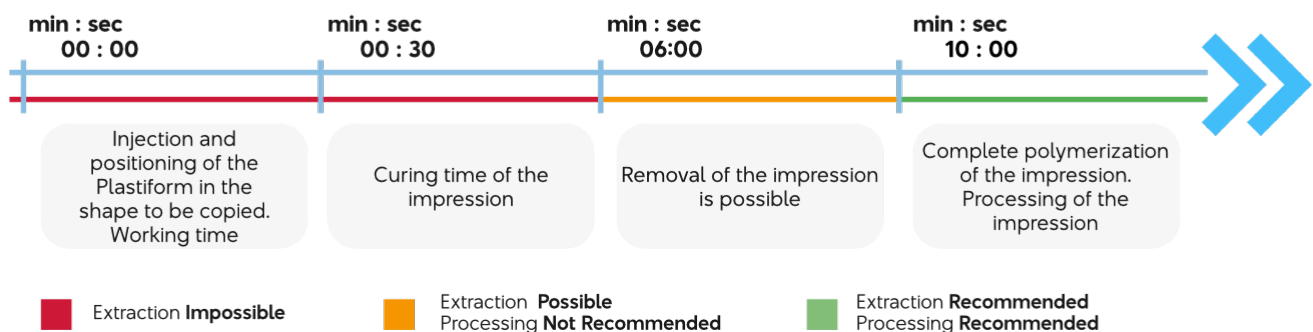 min : sec
00 : 00
min : sec
00 : 30
min : sec
06:00
min : sec
10 : 00
Injection and
positioning of the
Plastiform in the
shape to be copied.
Working time
Curing time of the
impression
Removal of the impression
is possible
Complete polymerization
of the impression.
Processing of the
impression
Extraction Impossible
Extraction Possible
Processing Not Recommended
Extraction Recommended
Processing Recommended